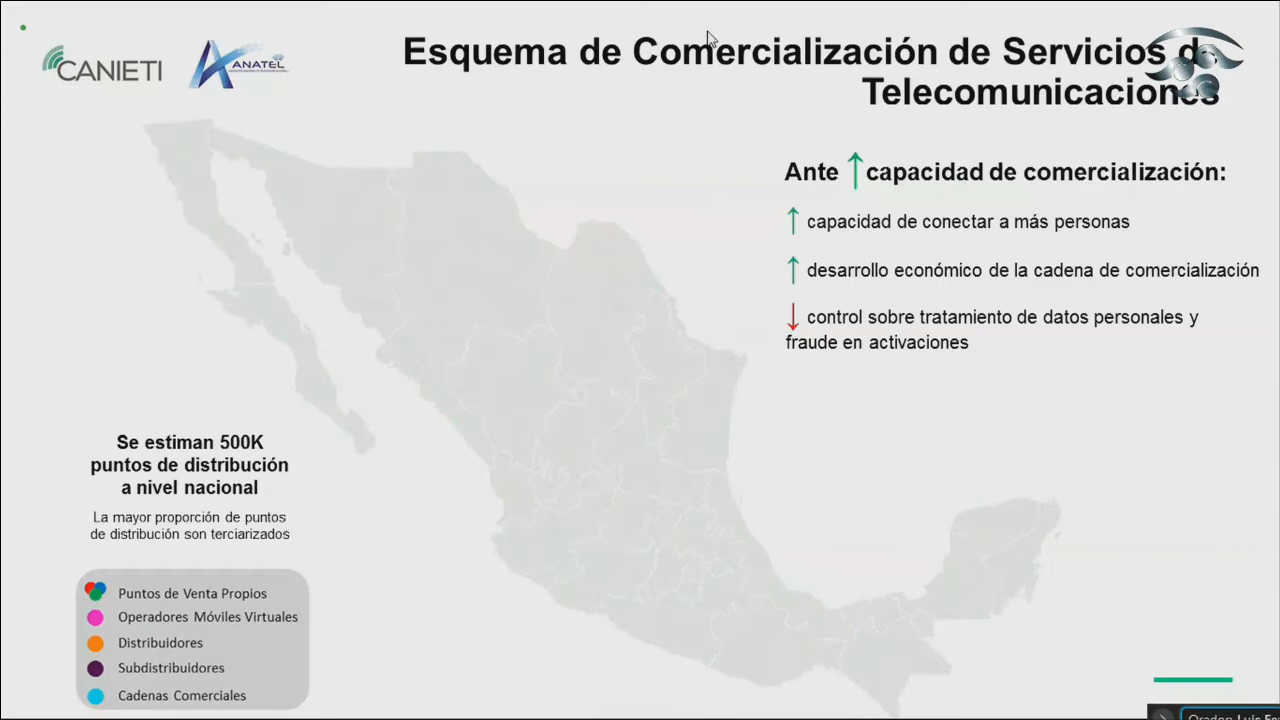 CANIETI
ANATEL
Esquema de Comercialización de Servicios de
Telecomunicaciones
Ante ↑ capacidad de comercialización:
↑ capacidad de conectar a más personas
↑ desarrollo económico de la cadena de comercialización
↓ control sobre tratamiento de datos personales y
fraude en activaciones
Se estiman 500K
puntos de distribución
a nivel nacional
La mayor proporción de puntos
de distribución son terciarizados
Puntos de Venta Propios
Operadores Móviles Virtuales
Distribuidores
Subdistribuidores
Cadenas Comerciales